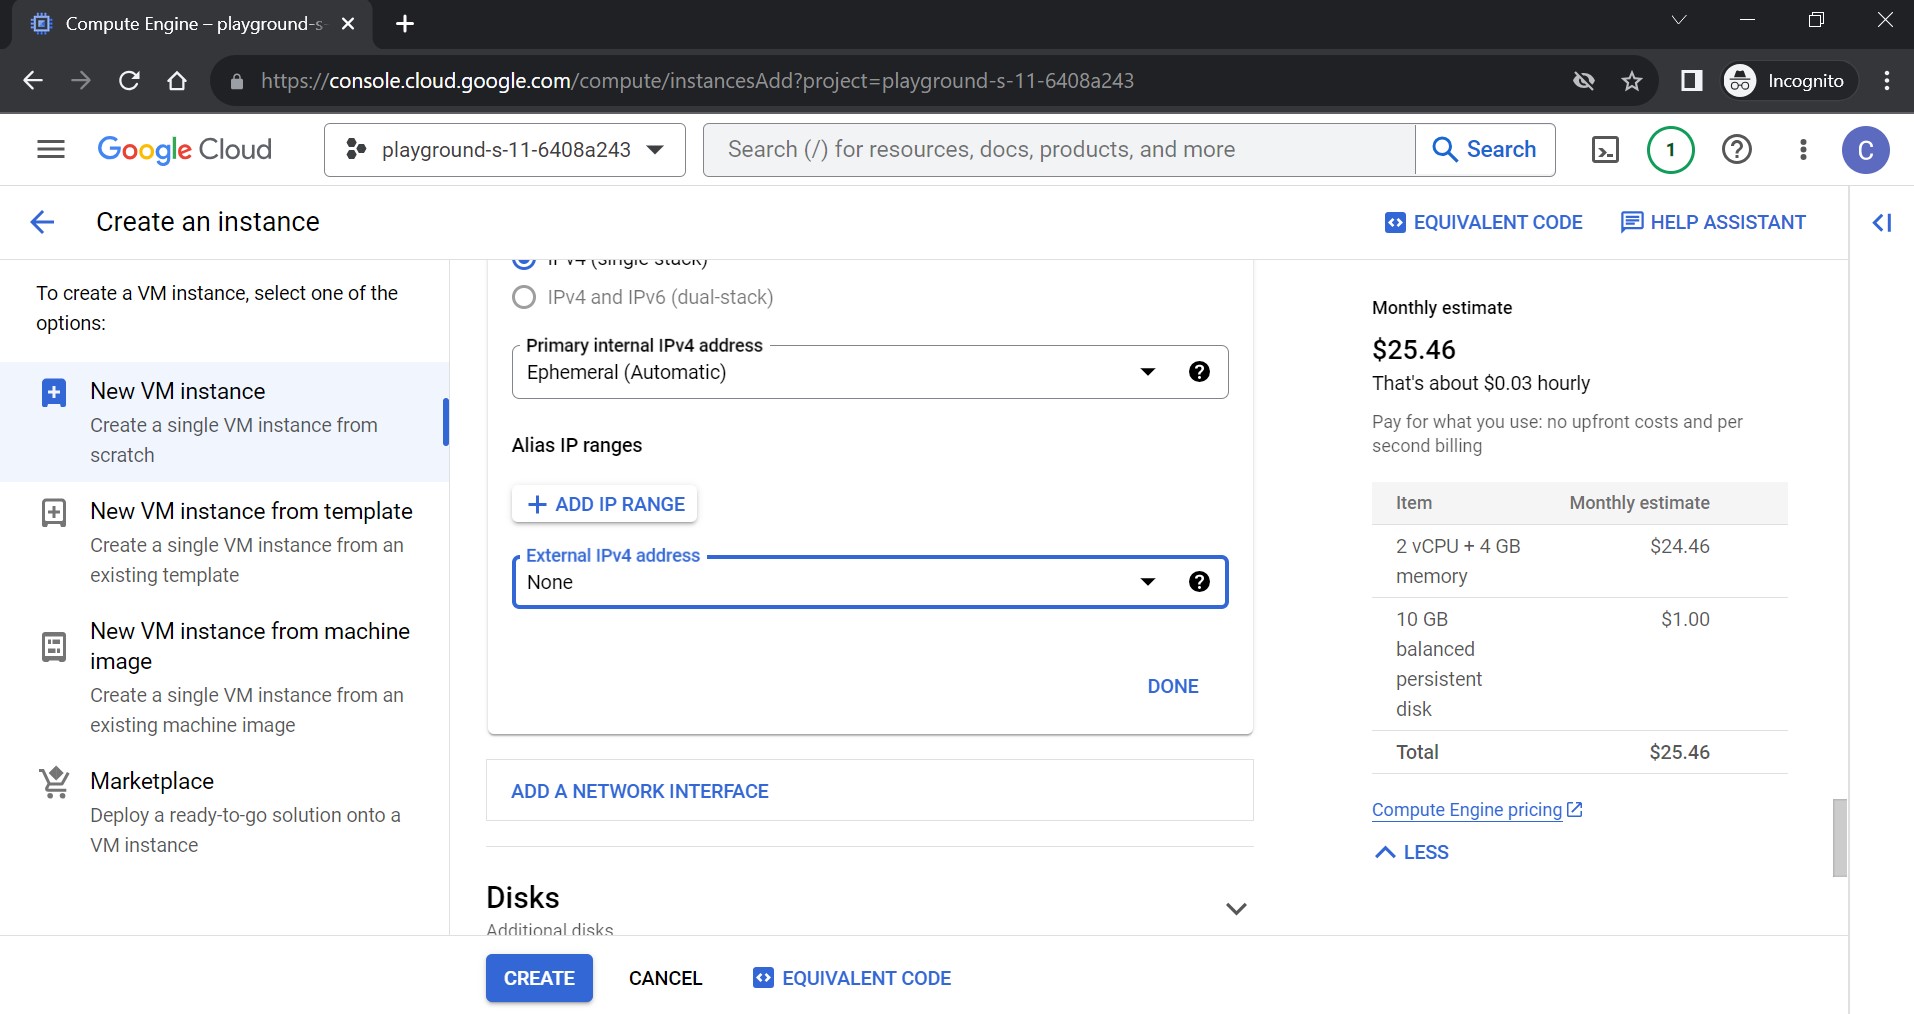 Compute Engine – playground-s-
https://console.cloud.google.com/compute/instancesAdd?project=playground-s-11-6408a243
Incognito
Google Cloud
playground-s-11-6408a243
Search (/) for resources, docs, products, and more
Search
1
C
Create an instance
EQUIVALENT CODE
HELP ASSISTANT
To create a VM instance, select one of the
options:
New VM instance
Create a single VM instance from
scratch
New VM instance from template
Create a single VM instance from an
existing template
New VM instance from machine
image
Create a single VM instance from an
existing machine image
Marketplace
Deploy a ready-to-go solution onto a
VM instance
IPv4 (single-stack)
IPv4 and IPv6 (dual-stack)
Primary internal IPv4 address
Ephemeral (Automatic)
Alias IP ranges
ADD IP RANGE
External IPv4 address
None
DONE
ADD A NETWORK INTERFACE
Disks
Additional disks
CREATE
CANCEL
EQUIVALENT CODE
Monthly estimate
$25.46
That's about $0.03 hourly
Pay for what you use: no upfront costs and per
second billing
Item Monthly estimate
2 vCPU + 4 GB $24.46
memory
10 GB $1.00
balanced
persistent
disk
Total $25.46
Compute Engine pricing
LESS